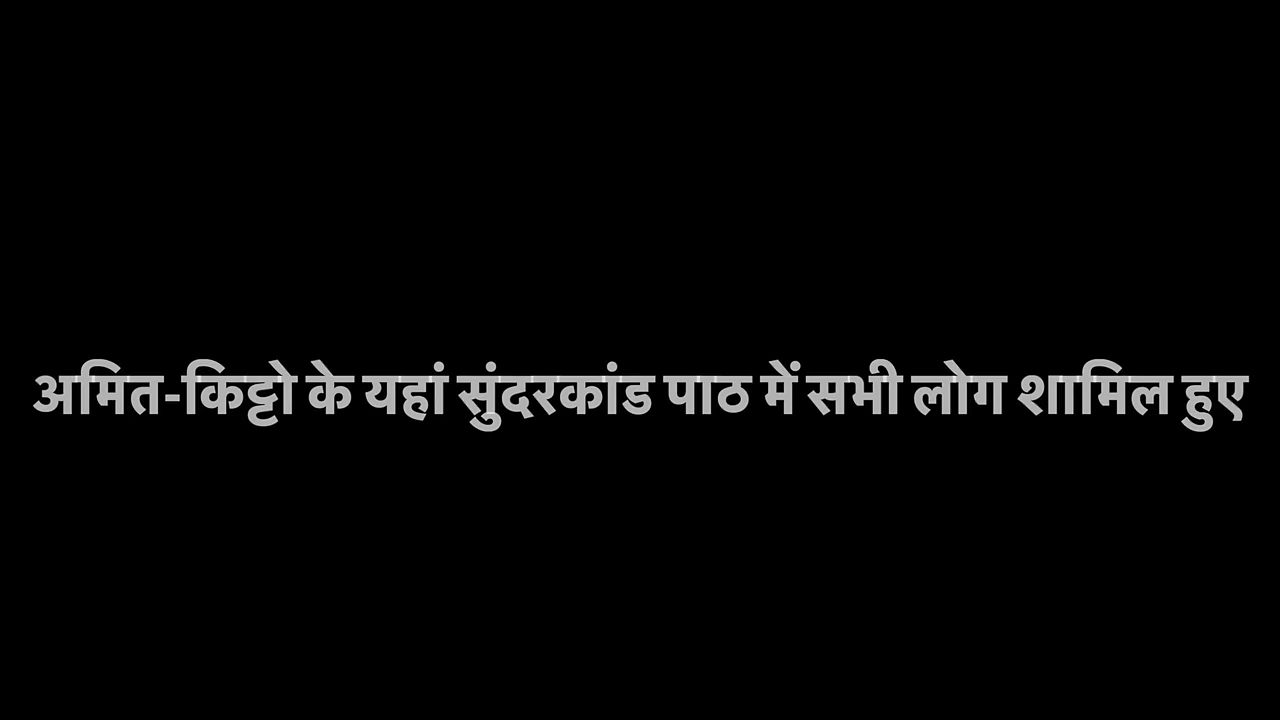 अमित-किट्टो के यहां सुंदरकांड पाठ में सभी लोग शामिल हुए